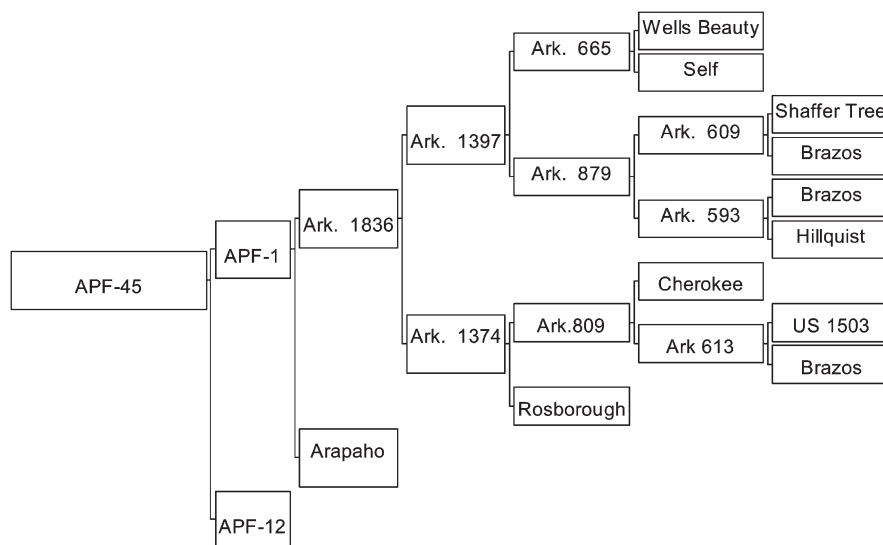 Wells Beauty
Ark. 665
Self
Shaffer Tree
Ark. 1397
Ark. 609
Brazos
Ark. 879
Brazos
Ark. 1836
Ark. 593
Hillquist
APF-1
APF-45
Cherokee
Ark.809
US 1503
Ark. 1374
Ark 613
Brazos
Rosborough
Arapaho
APF-12